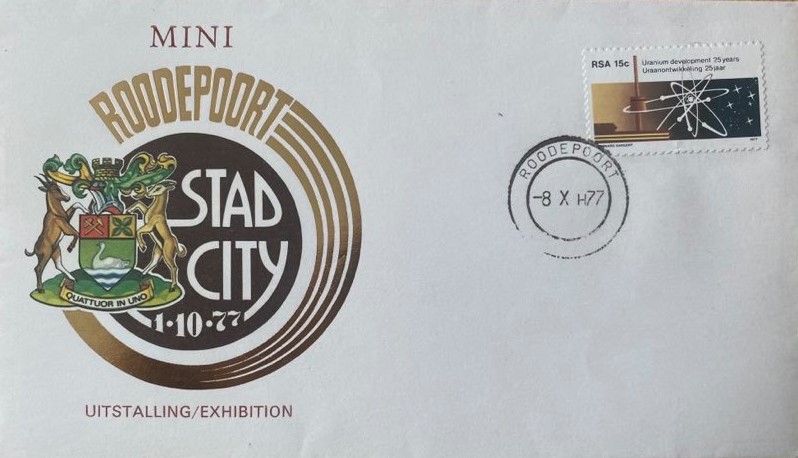 MINI
ROODEPOORT
STAD
CITY
1·10·77
QUATTUOR IN UNO
UITSTALLING/EXHIBITION
RSA 15c
Uranium development 25 years
Uraanontwikkeling 25 jaar
1977
ROODEPOORT
-8 X H77